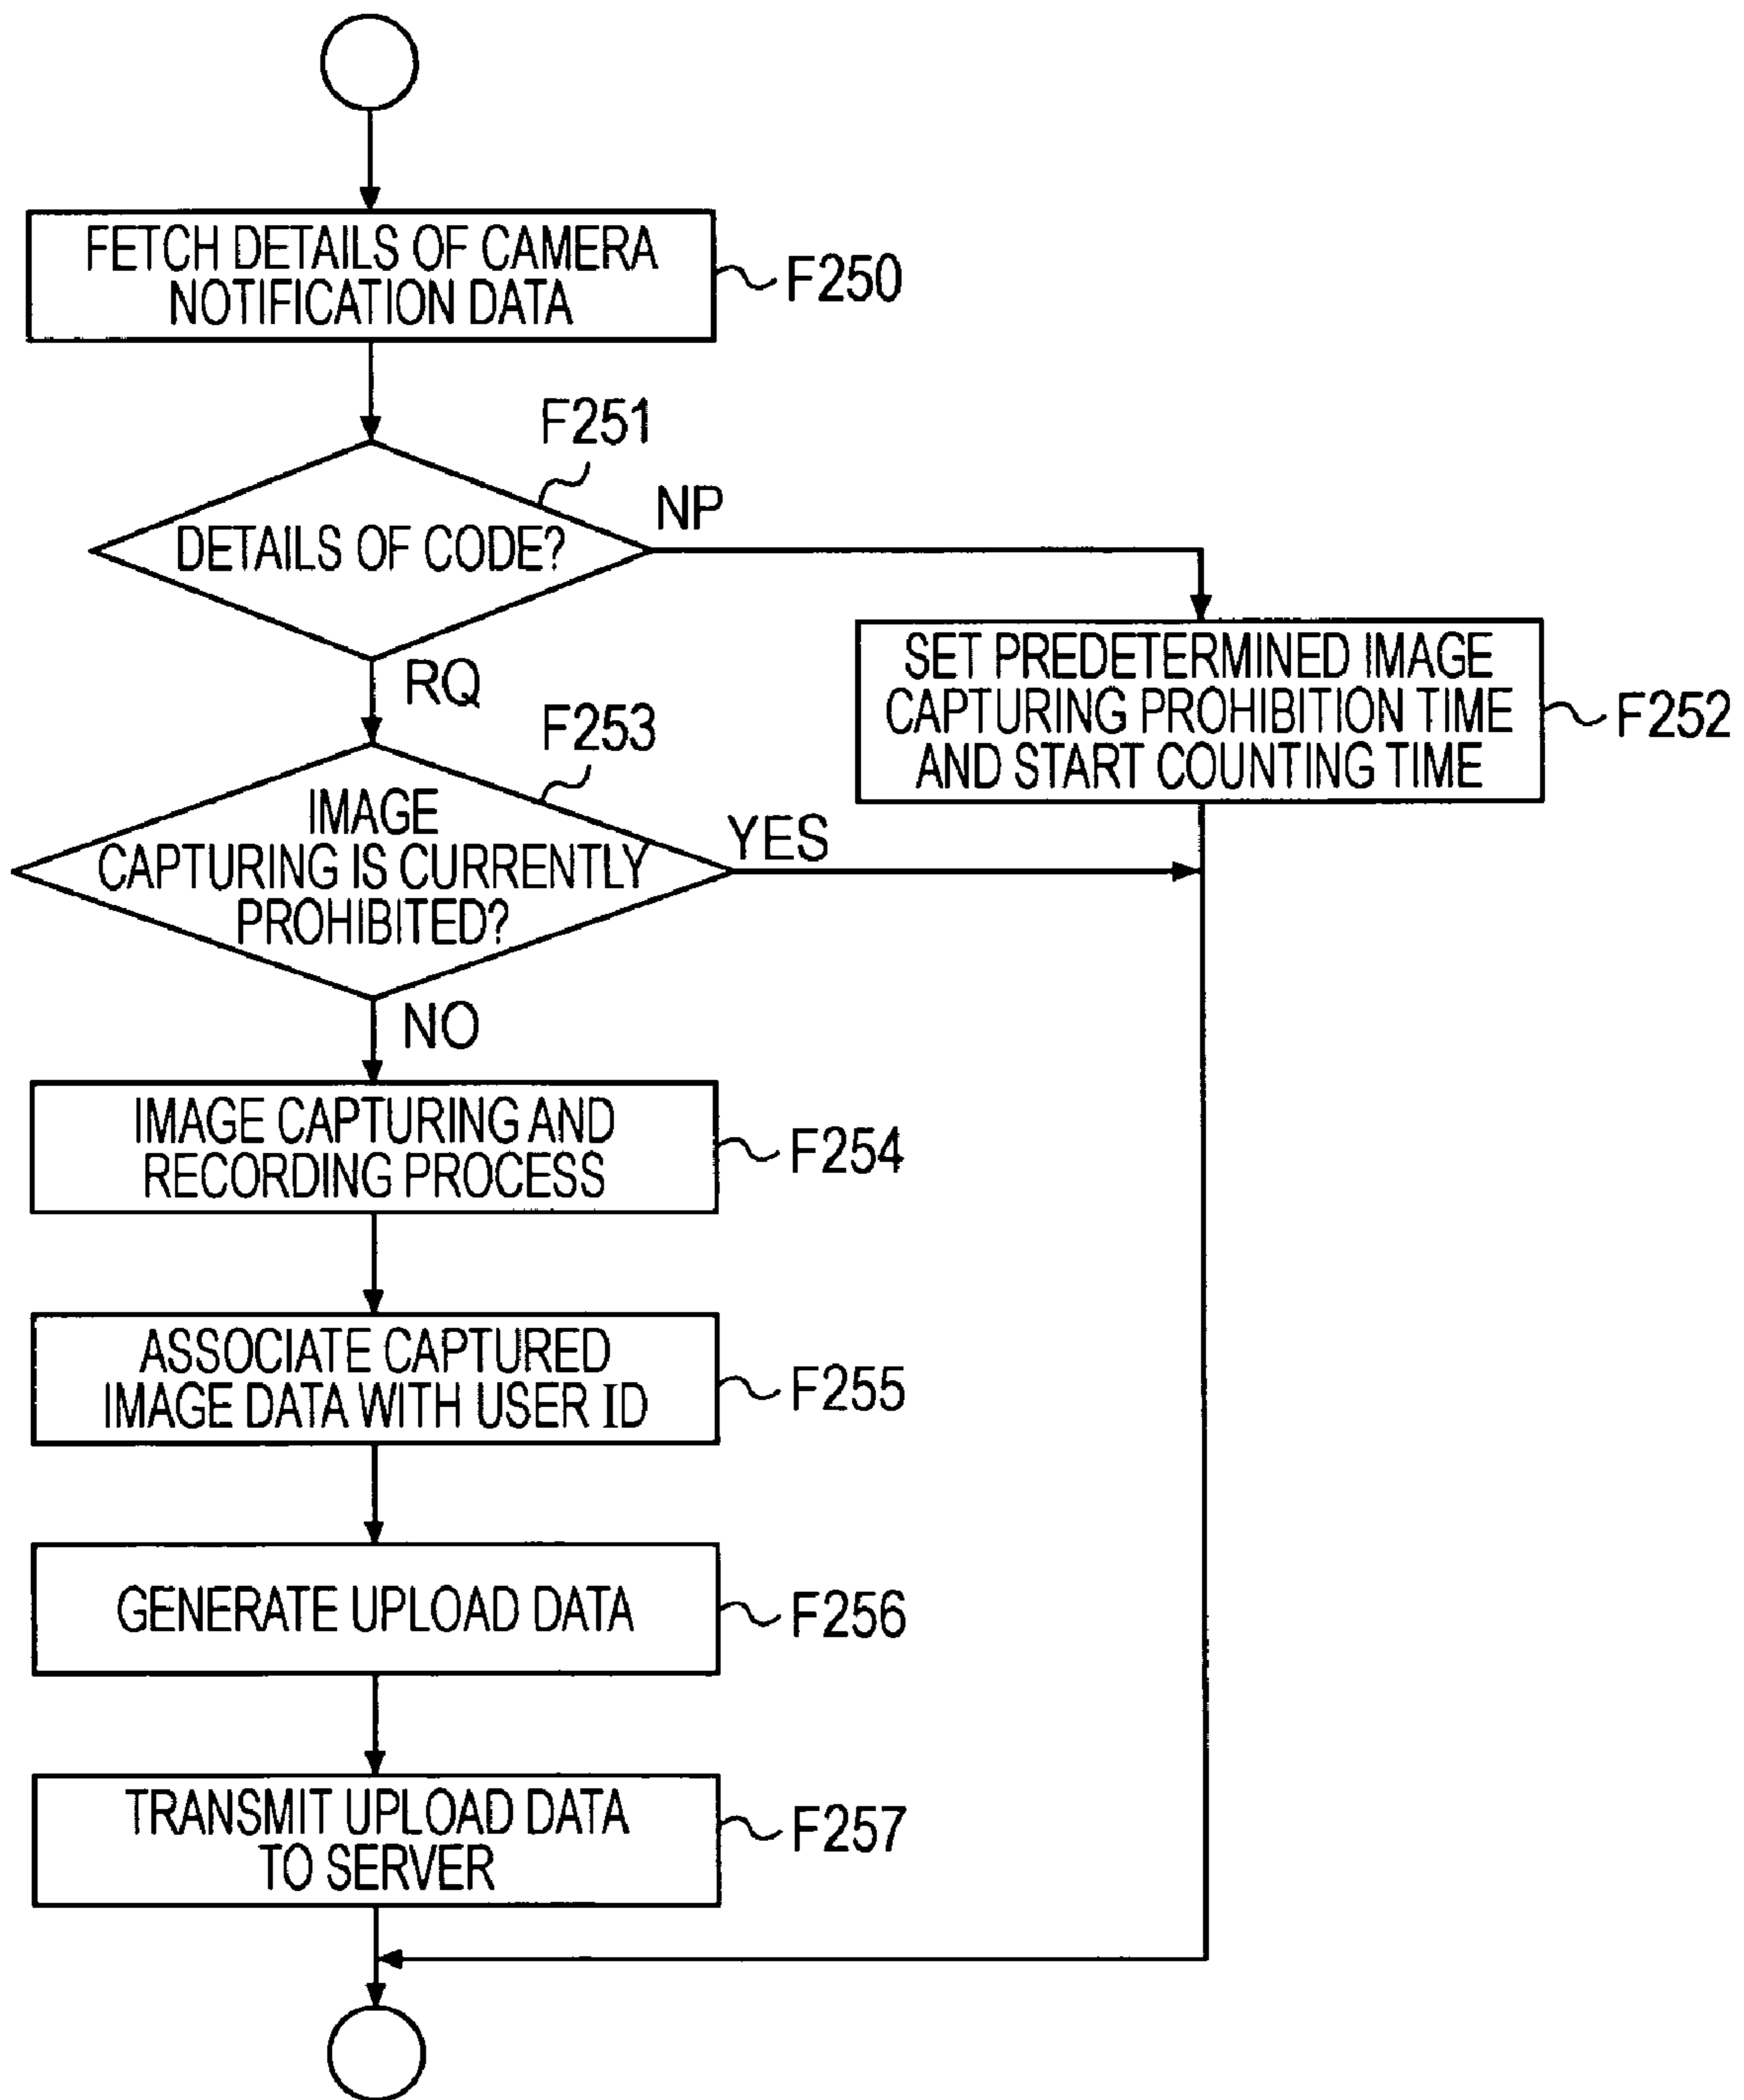 FETCH DETAILS OF CAMERA
NOTIFICATION DATA
F250
F251
DETAILS OF CODE?
NP
RQ
SET PREDETERMINED IMAGE
CAPTURING PROHIBITION TIME
AND START COUNTING TIME
F252
F253
IMAGE
CAPTURING IS CURRENTLY
PROHIBITED?
YES
NO
IMAGE CAPTURING AND
RECORDING PROCESS
F254
ASSOCIATE CAPTURED
IMAGE DATA WITH USER ID
F255
GENERATE UPLOAD DATA
F256
TRANSMIT UPLOAD DATA
TO SERVER
F257